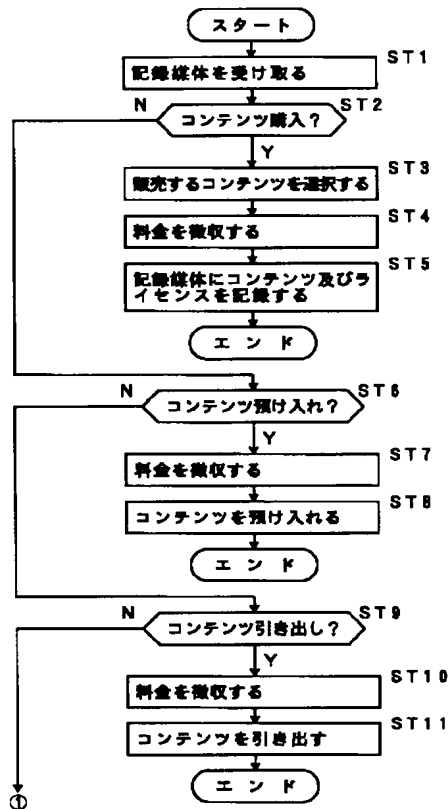 スタート
ST1
記録媒体を受け取る
N
ST2
コンテンツ購入?
Y
ST3
販売するコンテンツを選択する
ST4
料金を徴収する
ST5
記録媒体にコンテンツ及びラ
イセンスを記録する
エンド
N
ST6
コンテンツ預け入れ?
Y
ST7
料金を徴収する
ST8
コンテンツを預け入れる
エンド
N
ST9
コンテンツ引き出し?
Y
ST10
料金を徴収する
ST11
コンテンツを引き出す
エンド
①